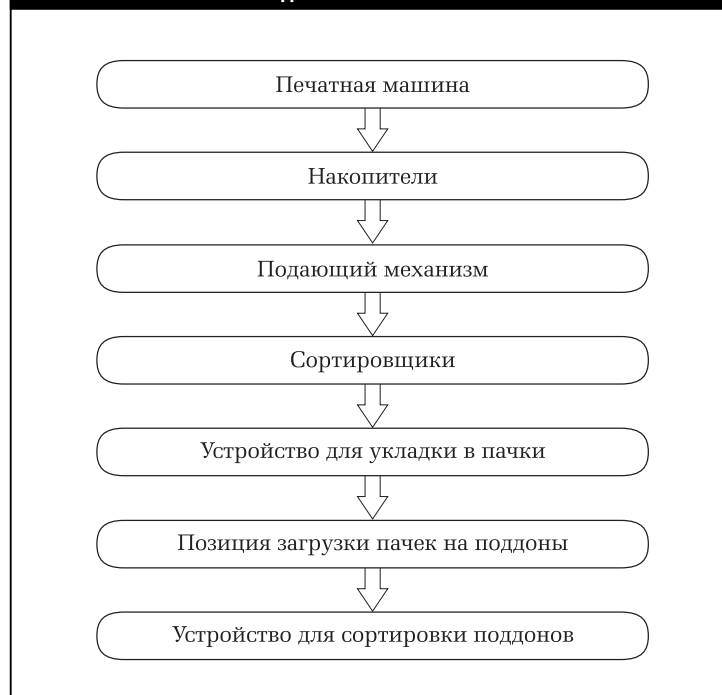 Печатная машина
Накопители
Подающий механизм
Сортировщики
Устройство для укладки в пачки
Позиция загрузки пачек на поддоны
Устройство для сортировки поддонов